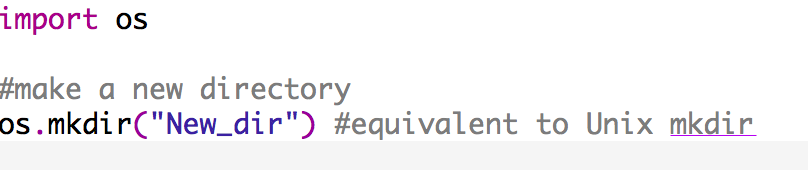 import os
#make a new directory
os.mkdir("New_dir") #equivalent to Unix mkdir